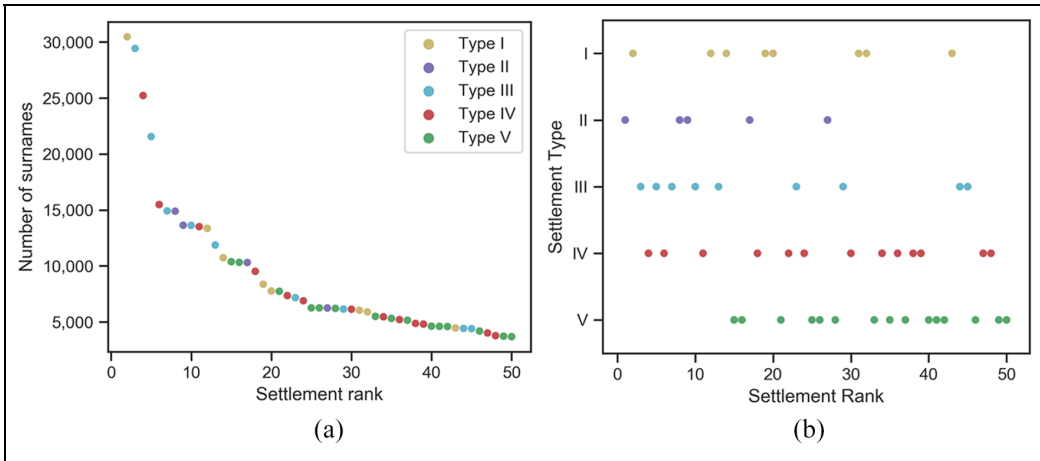 30,000
25,000
20,000
15,000
10,000
5,000
Number of surnames
0 10 20 30 40 50
Settlement rank
Type I
Type II
Type III
Type IV
Type V
(a)
I
II
III
IV
V
Settlement Type
0 10 20 30 40 50
Settlement Rank
(b)